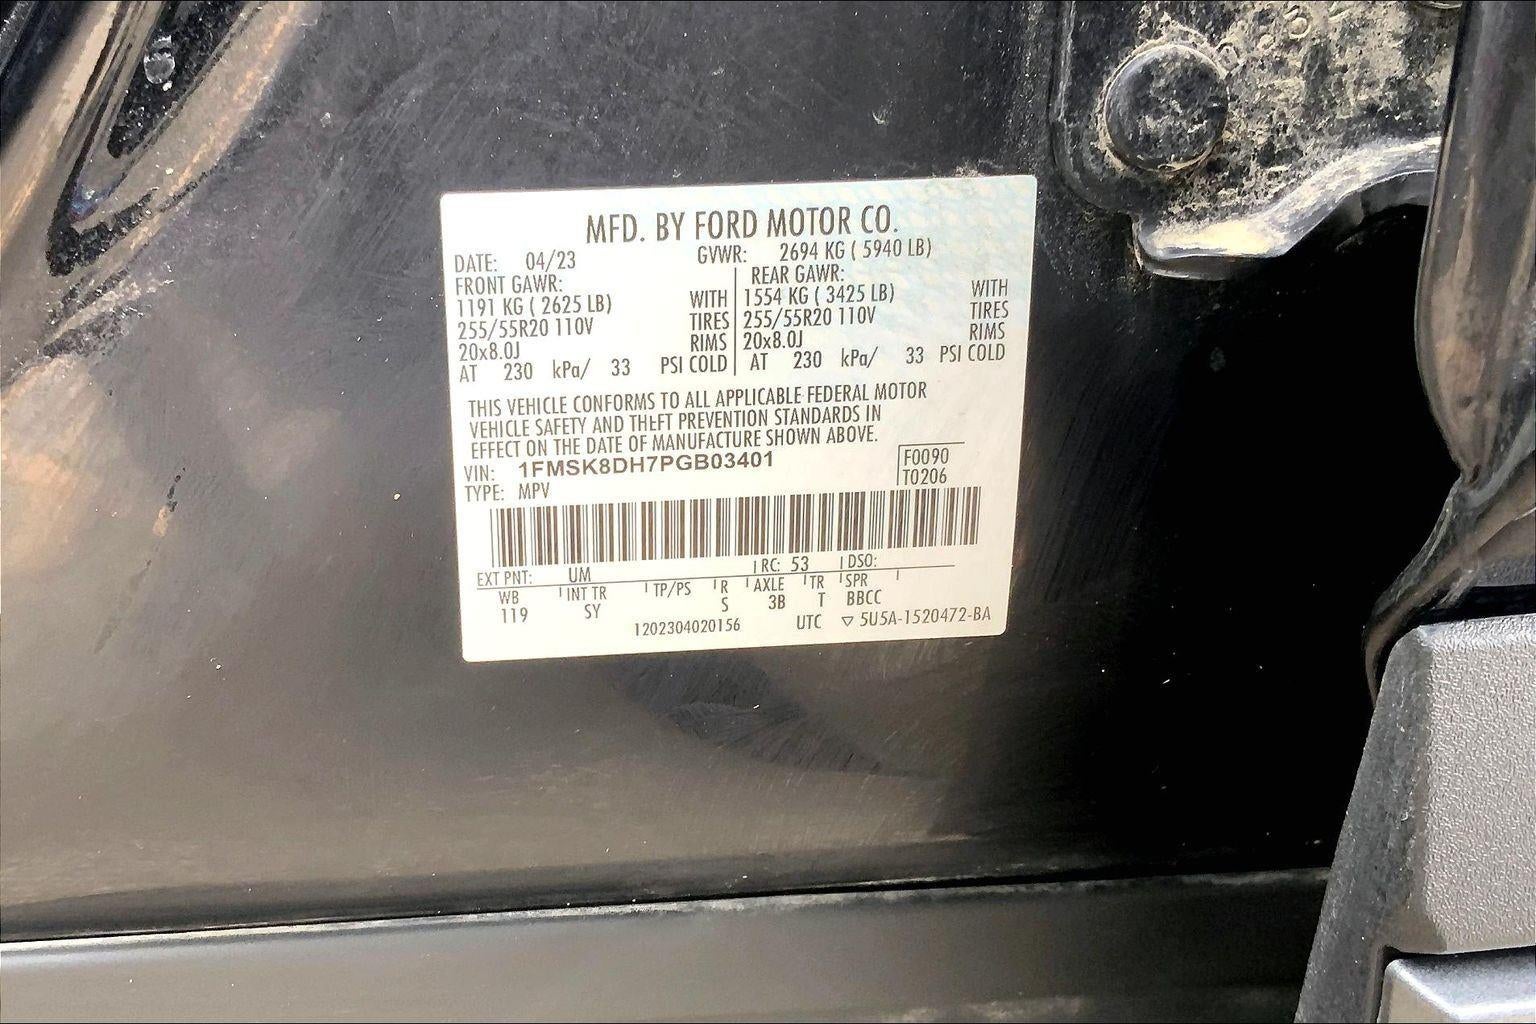 MFD. BY FORD MOTOR CO.
DATE: 04/23 GVWR: 2694 KG ( 5940 LB)
FRONT GAWR: REAR GAWR:
1191 KG ( 2625 LB) WITH 1554 KG ( 3425 LB) WITH
255/55R20 110V TIRES 255/55R20 110V TIRES
20x8.0J RIMS 20x8.0J RIMS
AT 230 kPa/ 33 PSI COLD AT 230 kPa/ 33 PSI COLD
THIS VEHICLE CONFORMS TO ALL APPLICABLE FEDERAL MOTOR
VEHICLE SAFETY AND THEFT PREVENTION STANDARDS IN
EFFECT ON THE DATE OF MANUFACTURE SHOWN ABOVE.
VIN: 1FMSK8DH7PGB03401 F0090
TYPE: MPV T0206
EXT PNT: UM RC: 53 DSO:
WB INT TR TP/PS R AXLE TR SPR
119 SY S 3B T BBCC
1202304020156 UTC ▽ 5U5A-1520472-BA